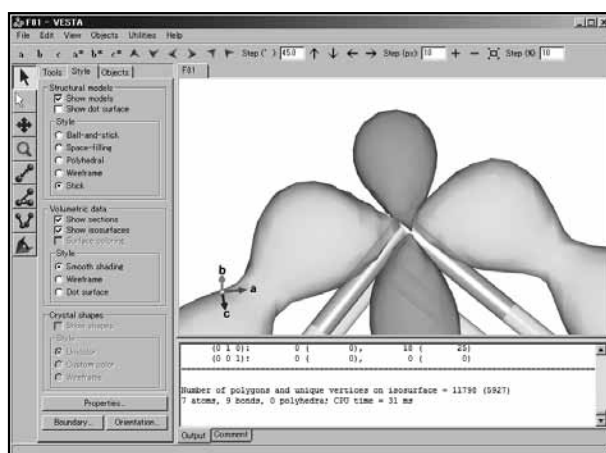 F01 - VESTA
File Edit View Objects Utilities Help
a b c a* b* c* Step (°): 45.0 Step (px): 10 Step (%): 10
Tools Style Objects
F01
Structural models
Show models
Show dot surface
Style
Ball-and-stick
Space-filling
Polyhedral
Wireframe
Stick
Volumetric data
Show sections
Show isosurfaces
Surface coloring
Style
Smooth shading
Wireframe
Dot surface
Crystal shapes
Show shapes
Style
Unicolor
Custom color
Wireframe
Properties...
Boundary... Orientation...
b
a
c
(0 1 0): 0 ( 0), 10 ( 25)
(0 0 1): 0 ( 0), 0 ( 0)
Number of polygons and unique vertices on isosurface = 11790 (5927)
7 atoms, 9 bonds, 0 polyhedra; CPU time = 31 ms
Output Comment